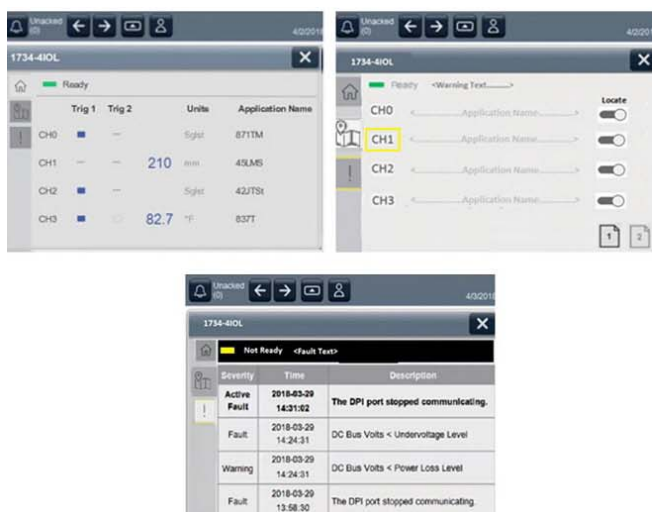 Unacked
(0)
4/2/201
1734-4IOL
Ready
Trig 1 Trig 2 Units Application Name
CH0 Sglst 871TM
CH1 210 mm 45LMS
CH2 Sglst 42JTSt
CH3 82.7 °F 837T
Unacked
(0)
4/2/201
1734-4IOL
Ready <Warning Text..........>
Locate
CH0 <..........Application Name..........>
CH1 <..........Application Name..........>
CH2 <..........Application Name..........>
CH3 <..........Application Name..........>
1 2
Unacked
(0)
4/3/201
1734-4IOL
Not Ready <Fault Text>
Severity Time Description
Active Fault 2018-03-29 14:31:02 The DPI port stopped communicating.
Fault 2018-03-29 14:24:31 DC Bus Volts < Undervoltage Level
Warning 2018-03-29 14:24:31 DC Bus Volts < Power Loss Level
Fault 2018-03-29 13:58:30 The DPI port stopped communicating.